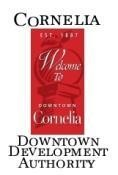 CORNELIA
EST. 1887
Welcome
To
DOWNTOWN
Cornelia
DOWNTOWN
DEVELOPMENT
AUTHORITY